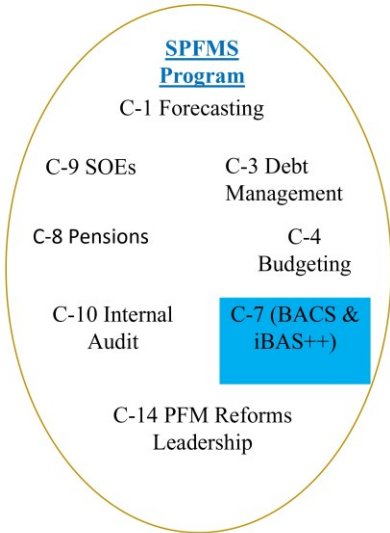 SPFMS
Program
C-1 Forecasting
C-9 SOEs
C-3 Debt
Management
C-8 Pensions
C-4
Budgeting
C-10 Internal
Audit
C-7 (BACS &
iBAS++)
C-14 PFM Reforms
Leadership